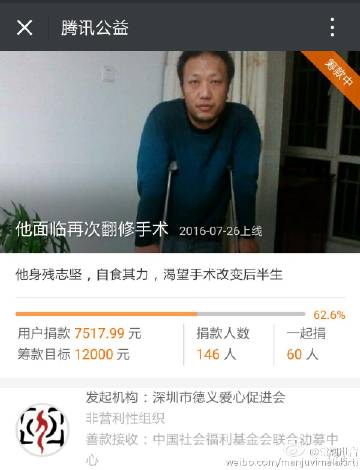 腾讯公益
筹款中
他面临再次翻修手术 2016-07-26上线
他身残志坚，自食其力，渴望手术改变后半生
62.6%
用户捐款 7517.99 元
捐款人数
一起捐
筹款目标 12000 元
146 人
60 人
发起机构：深圳市德义爱心促进会
非营利性组织
善款接收：中国社会福利基金会联合劝募中
心
weibo.com/manjuvimalakirti